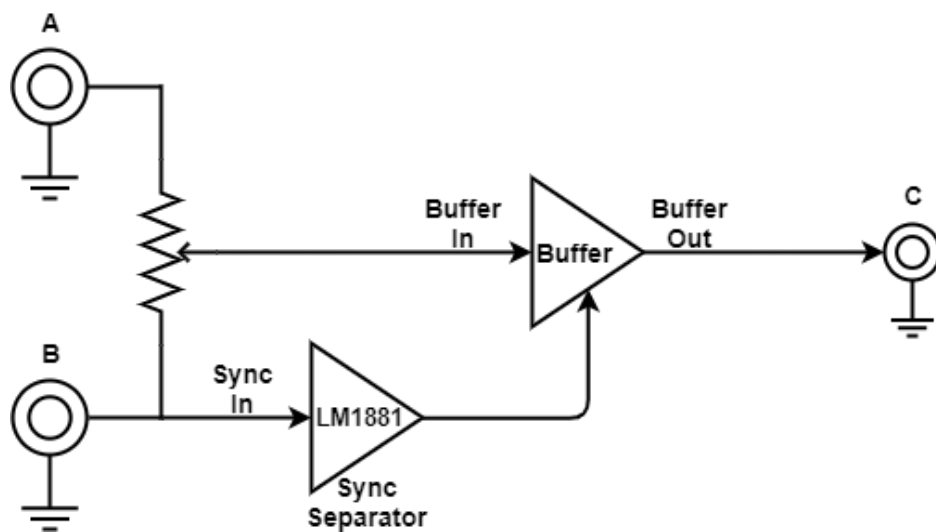 A
Buffer
In
Buffer
Buffer
Out
C
B
Sync
In
LM1881
Sync
Separator